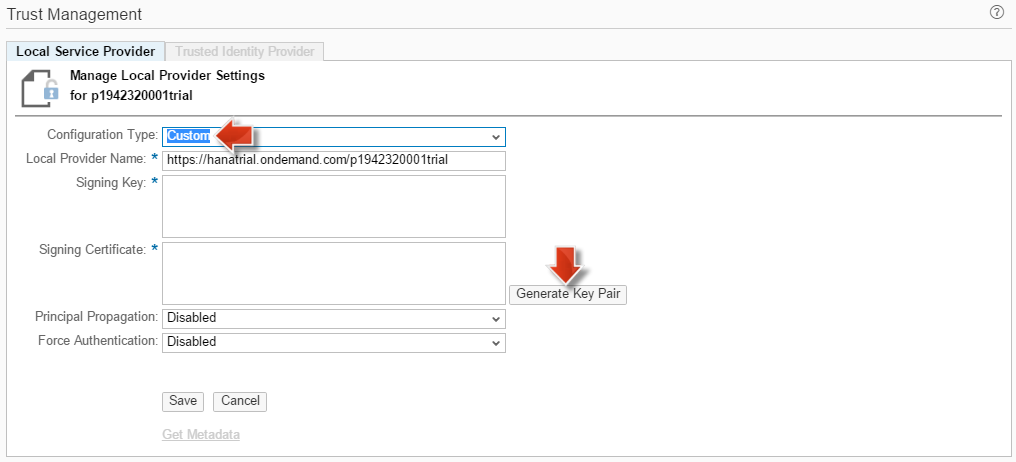 Trust Management
Local Service Provider Trusted Identity Provider
Manage Local Provider Settings
for p1942320001trial
Configuration Type: Custom
Local Provider Name: * https://hanatrial.ondemand.com/p1942320001trial
Signing Key: *
Signing Certificate: *
Generate Key Pair
Principal Propagation: Disabled
Force Authentication: Disabled
Save Cancel
Get Metadata